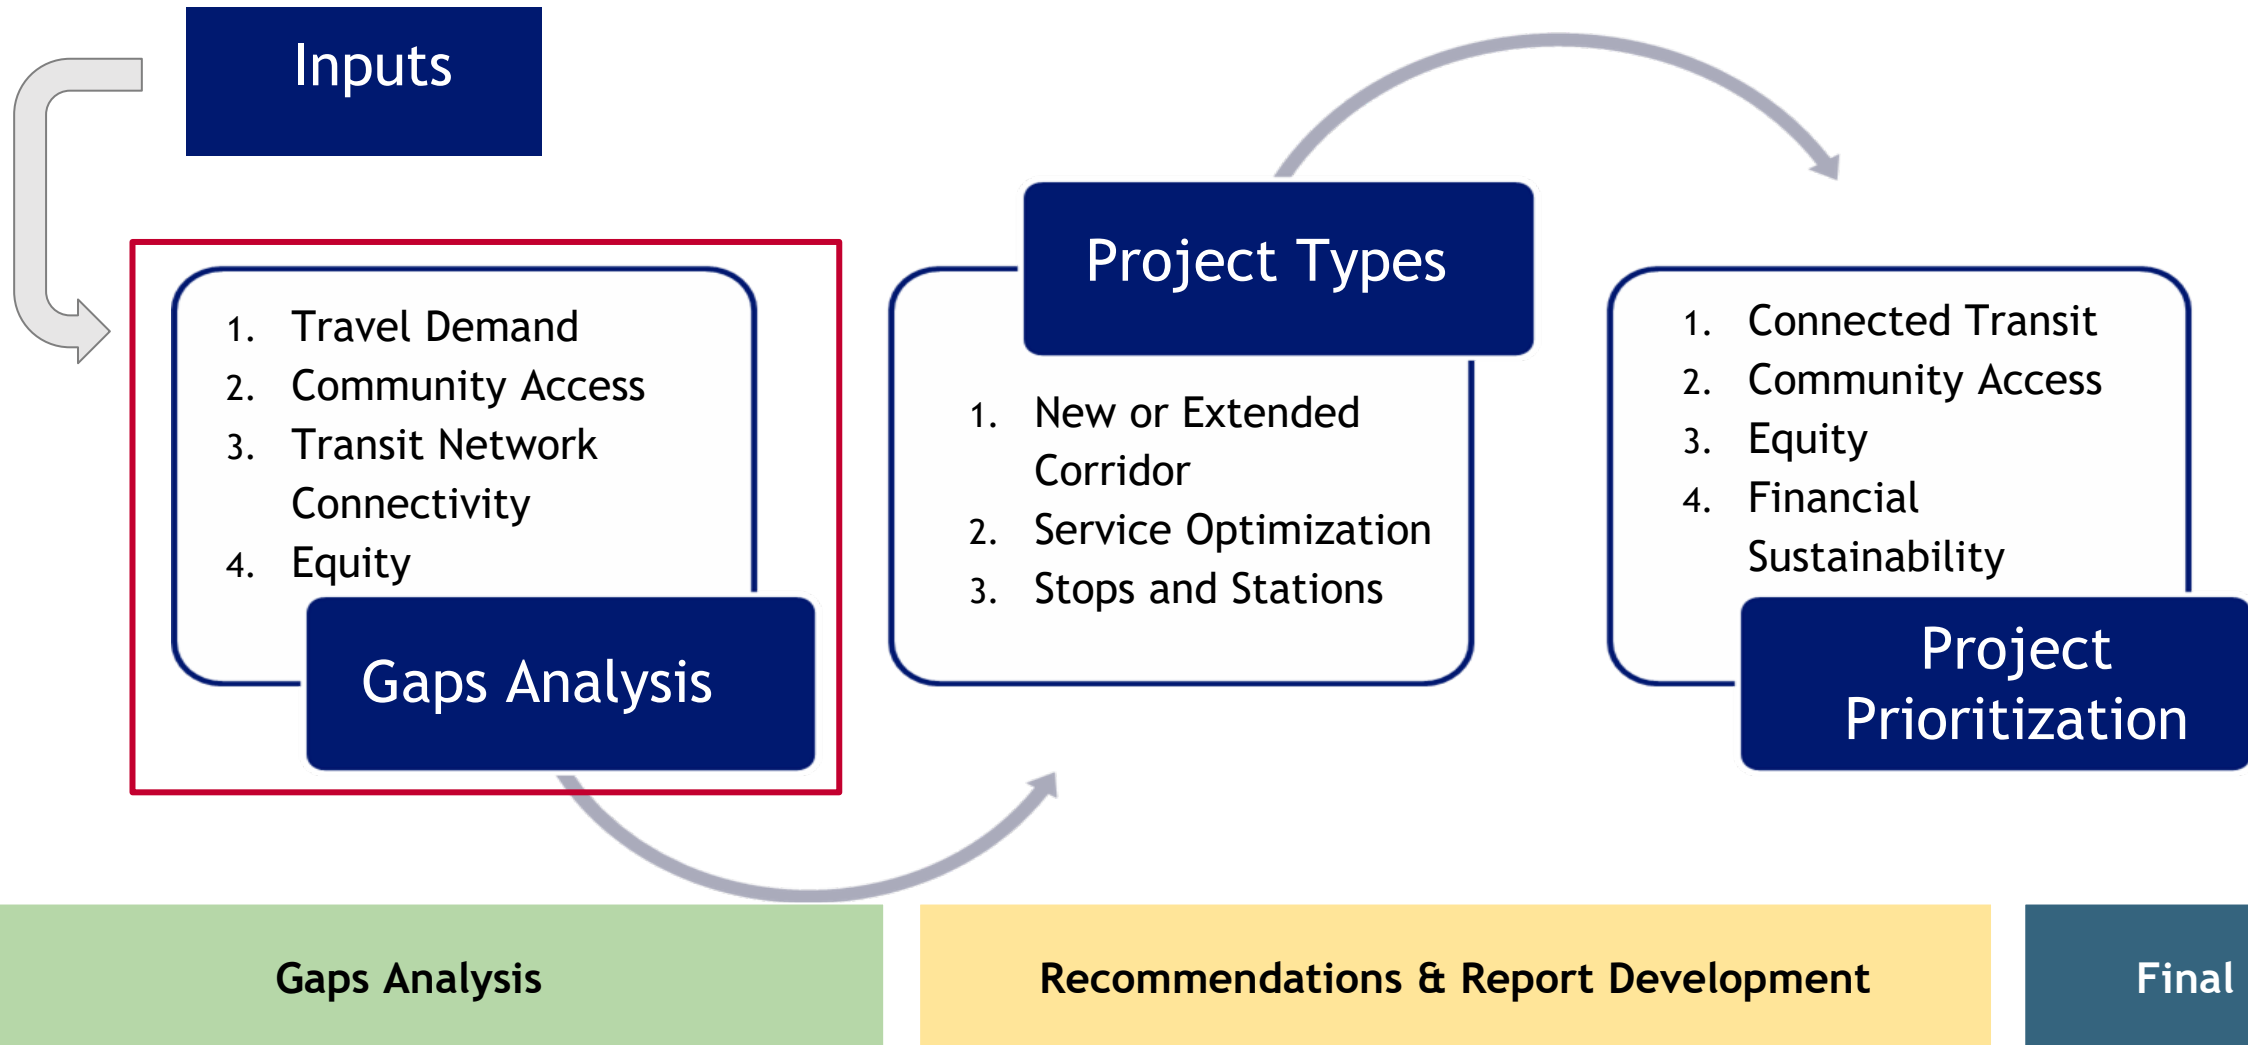 Inputs
1. Travel Demand
2. Community Access
3. Transit Network
Connectivity
4. Equity
Gaps Analysis
Project Types
1. New or Extended
Corridor
2. Service Optimization
3. Stops and Stations
1. Connected Transit
2. Community Access
3. Equity
4. Financial
Sustainability
Project
Prioritization
Gaps Analysis
Recommendations & Report Development
Final